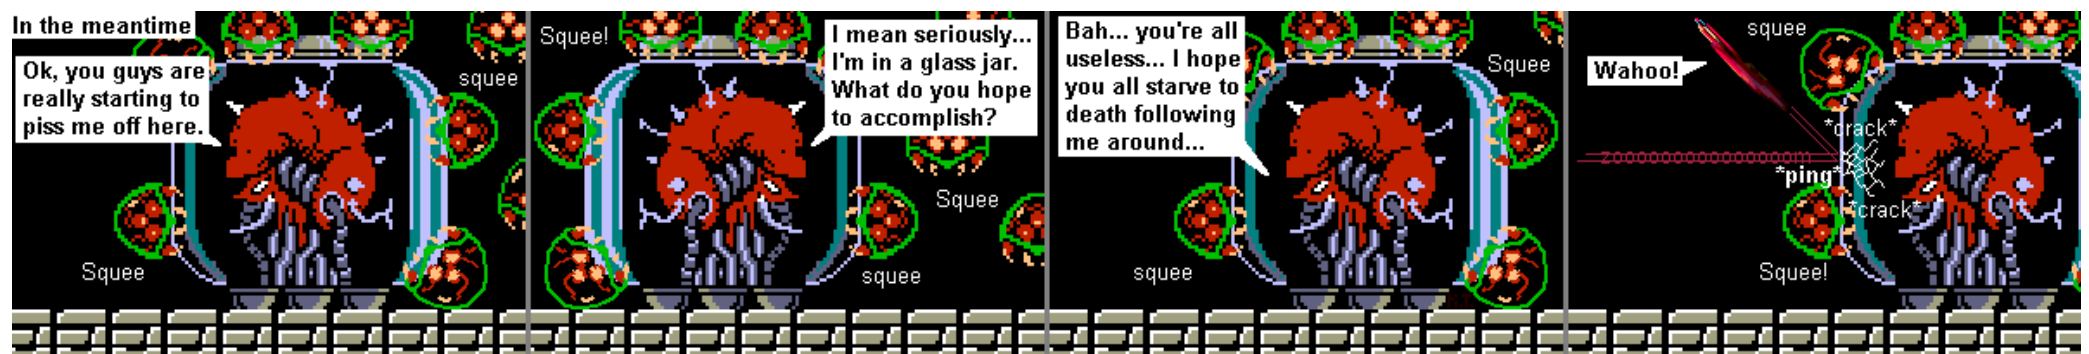 In the meantime
Ok, you guys are
really starting to
piss me off here.
squee
Squee
Squee!
I mean seriously...
I'm in a glass jar.
What do you hope
to accomplish?
Squee
squee
Bah... you're all
useless... I hope
you all starve to
death following
me around...
Squee
squee
squee
Wahoo!
*crack*
zooooooooooooooom
*ping*
*crack*
Squee!